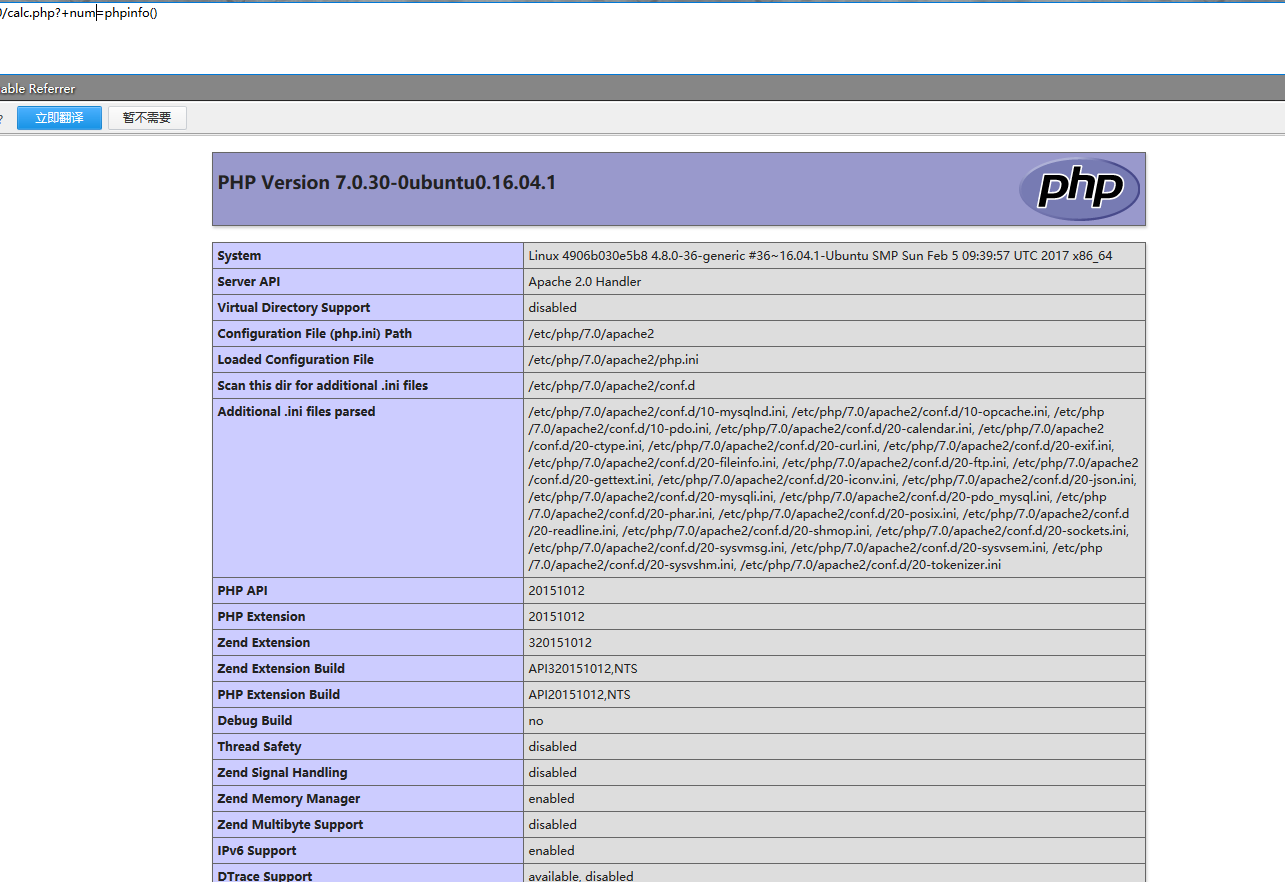 /calc.php?+num=phpinfo()
able Referrer
? 立即翻译 暂不需要
PHP Version 7.0.30-0ubuntu0.16.04.1 php
System Linux 4906b030e5b8 4.8.0-36-generic #36~16.04.1-Ubuntu SMP Sun Feb 5 09:39:57 UTC 2017 x86_64
Server API Apache 2.0 Handler
Virtual Directory Support disabled
Configuration File (php.ini) Path /etc/php/7.0/apache2
Loaded Configuration File /etc/php/7.0/apache2/php.ini
Scan this dir for additional .ini files /etc/php/7.0/apache2/conf.d
Additional .ini files parsed /etc/php/7.0/apache2/conf.d/10-mysqlnd.ini, /etc/php/7.0/apache2/conf.d/10-opcache.ini, /etc/php
/7.0/apache2/conf.d/10-pdo.ini, /etc/php/7.0/apache2/conf.d/20-calendar.ini, /etc/php/7.0/apache2
/conf.d/20-ctype.ini, /etc/php/7.0/apache2/conf.d/20-curl.ini, /etc/php/7.0/apache2/conf.d/20-exif.ini,
/etc/php/7.0/apache2/conf.d/20-fileinfo.ini, /etc/php/7.0/apache2/conf.d/20-ftp.ini, /etc/php/7.0/apache2
/conf.d/20-gettext.ini, /etc/php/7.0/apache2/conf.d/20-iconv.ini, /etc/php/7.0/apache2/conf.d/20-json.ini,
/etc/php/7.0/apache2/conf.d/20-mysqli.ini, /etc/php/7.0/apache2/conf.d/20-pdo_mysql.ini, /etc/php
/7.0/apache2/conf.d/20-phar.ini, /etc/php/7.0/apache2/conf.d/20-posix.ini, /etc/php/7.0/apache2/conf.d
/20-readline.ini, /etc/php/7.0/apache2/conf.d/20-shmop.ini, /etc/php/7.0/apache2/conf.d/20-sockets.ini,
/etc/php/7.0/apache2/conf.d/20-sysvmsg.ini, /etc/php/7.0/apache2/conf.d/20-sysvsem.ini, /etc/php
/7.0/apache2/conf.d/20-sysvshm.ini, /etc/php/7.0/apache2/conf.d/20-tokenizer.ini
PHP API 20151012
PHP Extension 20151012
Zend Extension 320151012
Zend Extension Build API320151012,NTS
PHP Extension Build API20151012,NTS
Debug Build no
Thread Safety disabled
Zend Signal Handling disabled
Zend Memory Manager enabled
Zend Multibyte Support disabled
IPv6 Support enabled
DTrace Support available, disabled